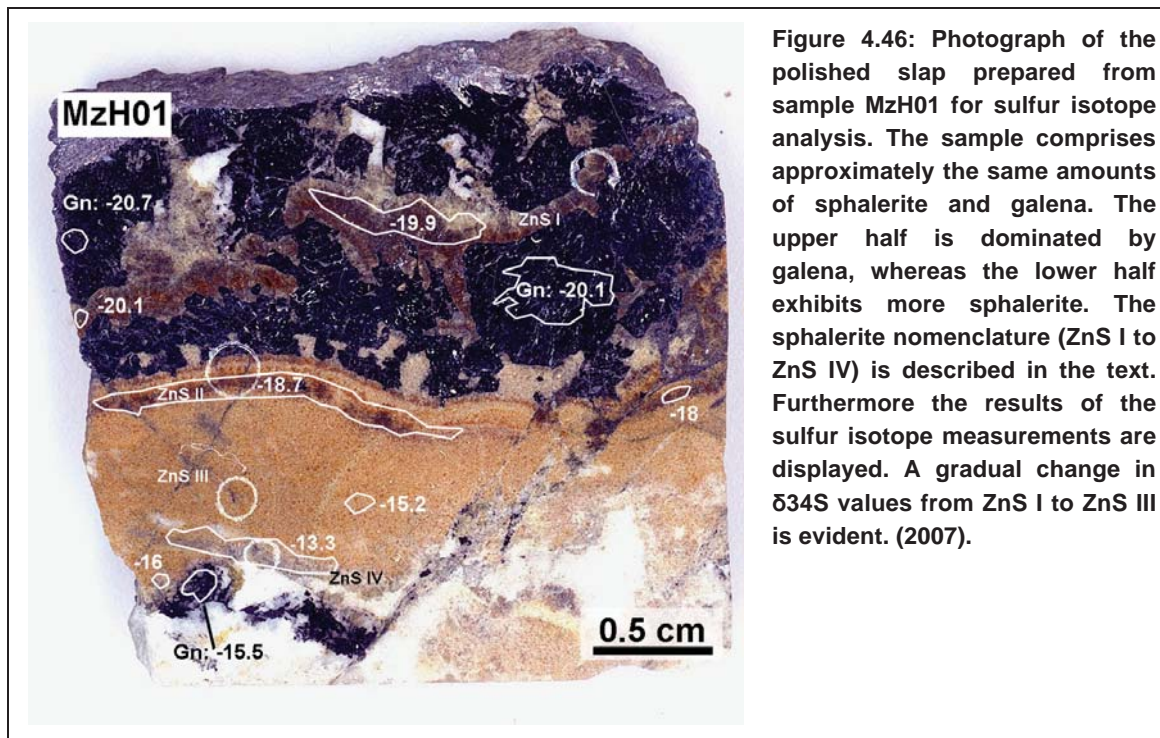 MzH01
Gn: -20.7
-19.9
ZnS I
Gn: -20.1
-20.1
-18.7
ZnS II
-18
ZnS III
-15.2
-13.3
-16
ZnS IV
Gn: -15.5
0.5 cm
Figure 4.46: Photograph of the
polished slap prepared from
sample MzH01 for sulfur isotope
analysis. The sample comprises
approximately the same amounts
of sphalerite and galena. The
upper half is dominated by
galena, whereas the lower half
exhibits more sphalerite. The
sphalerite nomenclature (ZnS I to
ZnS IV) is described in the text.
Furthermore the results of the
sulfur isotope measurements are
displayed. A gradual change in
δ34S values from ZnS I to ZnS III
is evident. (2007).